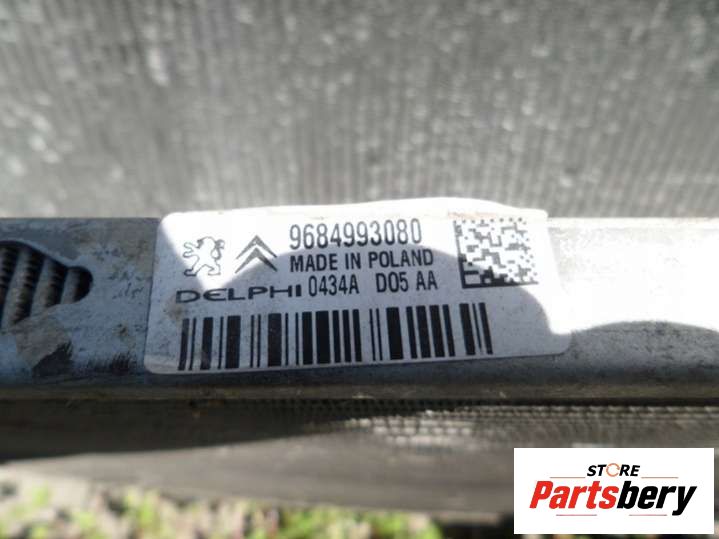 9684993080
MADE IN POLAND
DELPHI 0434A D05 AA
STORE
Partsbery